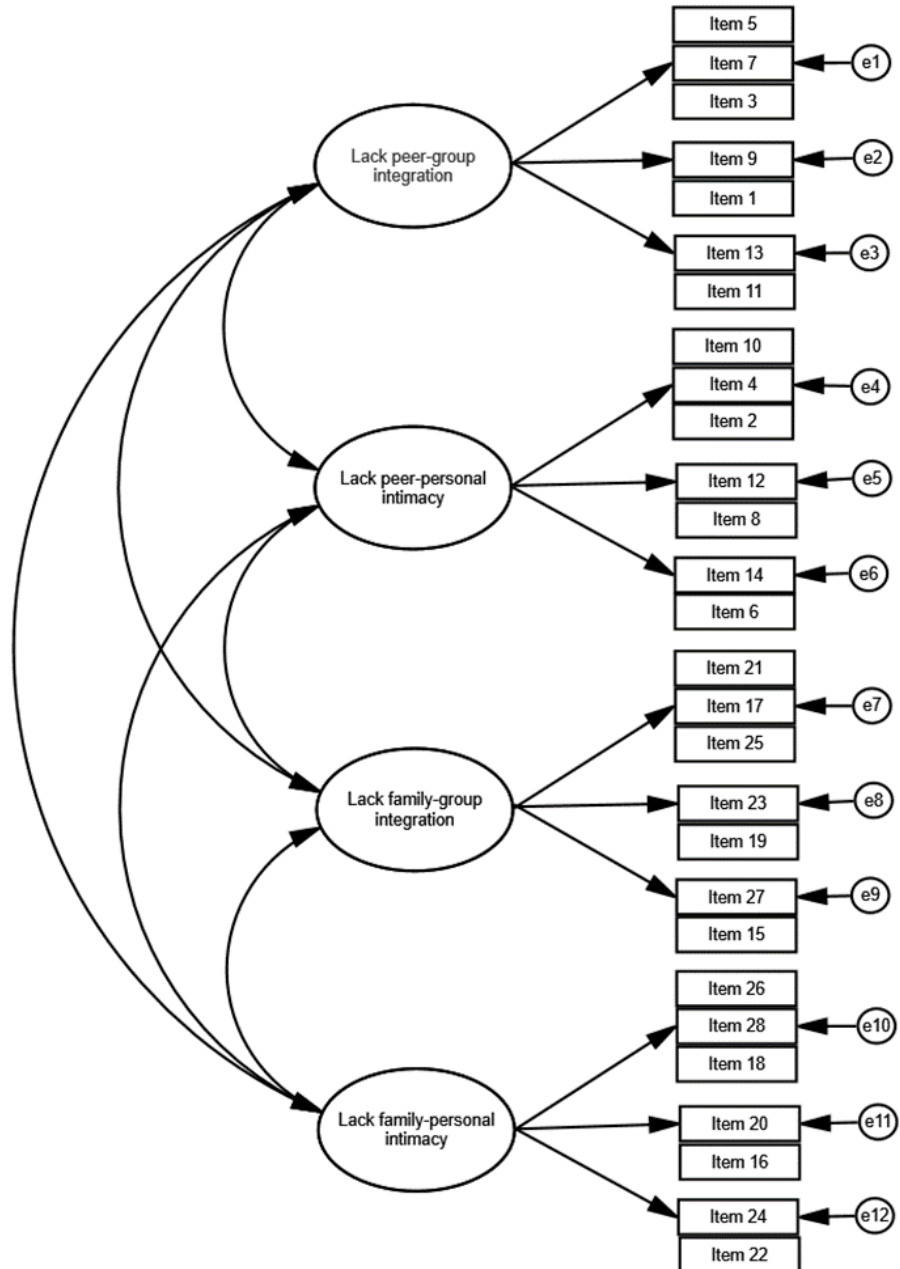 Item 5
Item 7
e1
Item 3
Lack peer-group
integration
Item 9
e2
Item 1
Item 13
e3
Item 11
Item 10
Item 4
e4
Item 2
Lack peer-personal
intimacy
Item 12
e5
Item 8
Item 14
e6
Item 6
Item 21
Item 17
e7
Item 25
Lack family-group
integration
Item 23
e8
Item 19
Item 27
e9
Item 15
Item 26
Item 28
e10
Item 18
Lack family-personal
intimacy
Item 20
e11
Item 16
Item 24
e12
Item 22